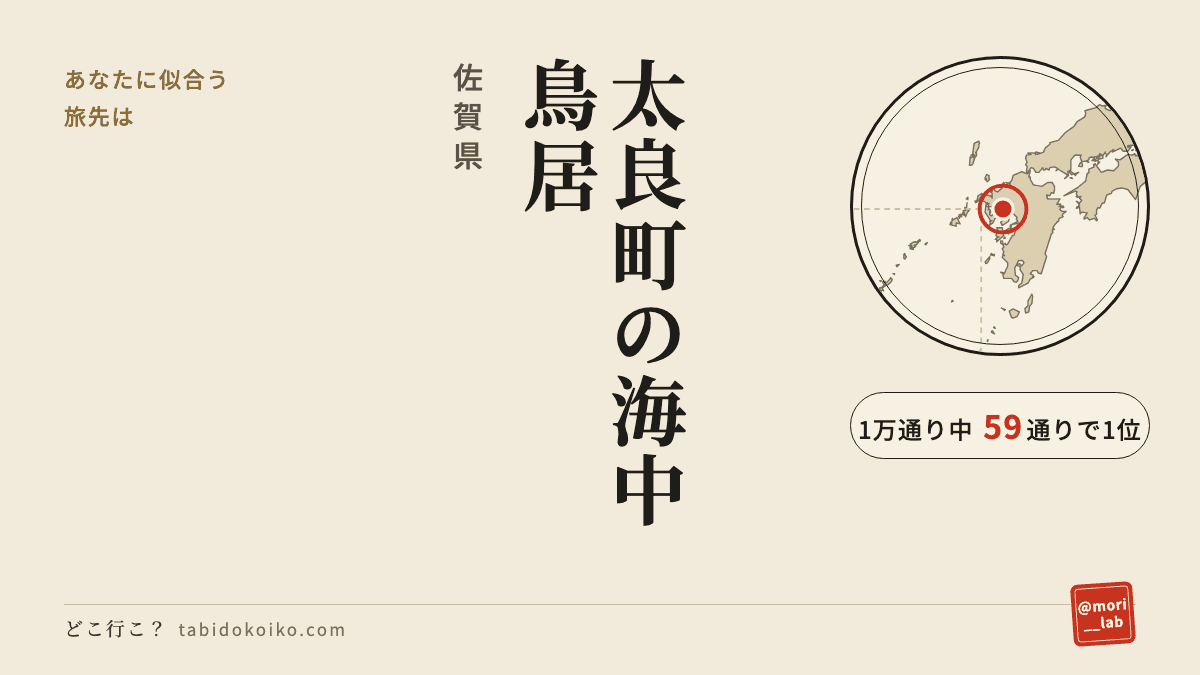 あなたに似合う
旅先は
太良町の海中
鳥居
佐賀県
1万通り中 59通りで1位
どこ行こ？ tabidokoiko.com
@mori
__lab